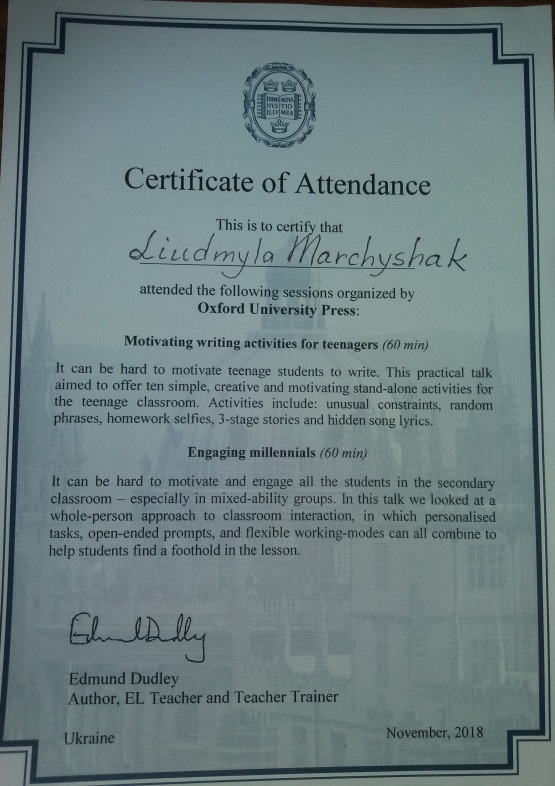 DOMIMINA
NVSTIO
ILLVMEA
Certificate of Attendance
This is to certify that
Liudmyla Marchyshak
attended the following sessions organized by
Oxford University Press:
Motivating writing activities for teenagers (60 min)
It can be hard to motivate teenage students to write. This practical talk
aimed to offer ten simple, creative and motivating stand-alone activities for
the teenage classroom. Activities include: unusual constraints, random
phrases, homework selfies, 3-stage stories and hidden song lyrics.
Engaging millennials (60 min)
It can be hard to motivate and engage all the students in the secondary
classroom – especially in mixed-ability groups. In this talk we looked at a
whole-person approach to classroom interaction, in which personalised
tasks, open-ended prompts, and flexible working-modes can all combine to
help students find a foothold in the lesson.
Edmund Dudley
Edmund Dudley
Author, EL Teacher and Teacher Trainer
Ukraine
November, 2018